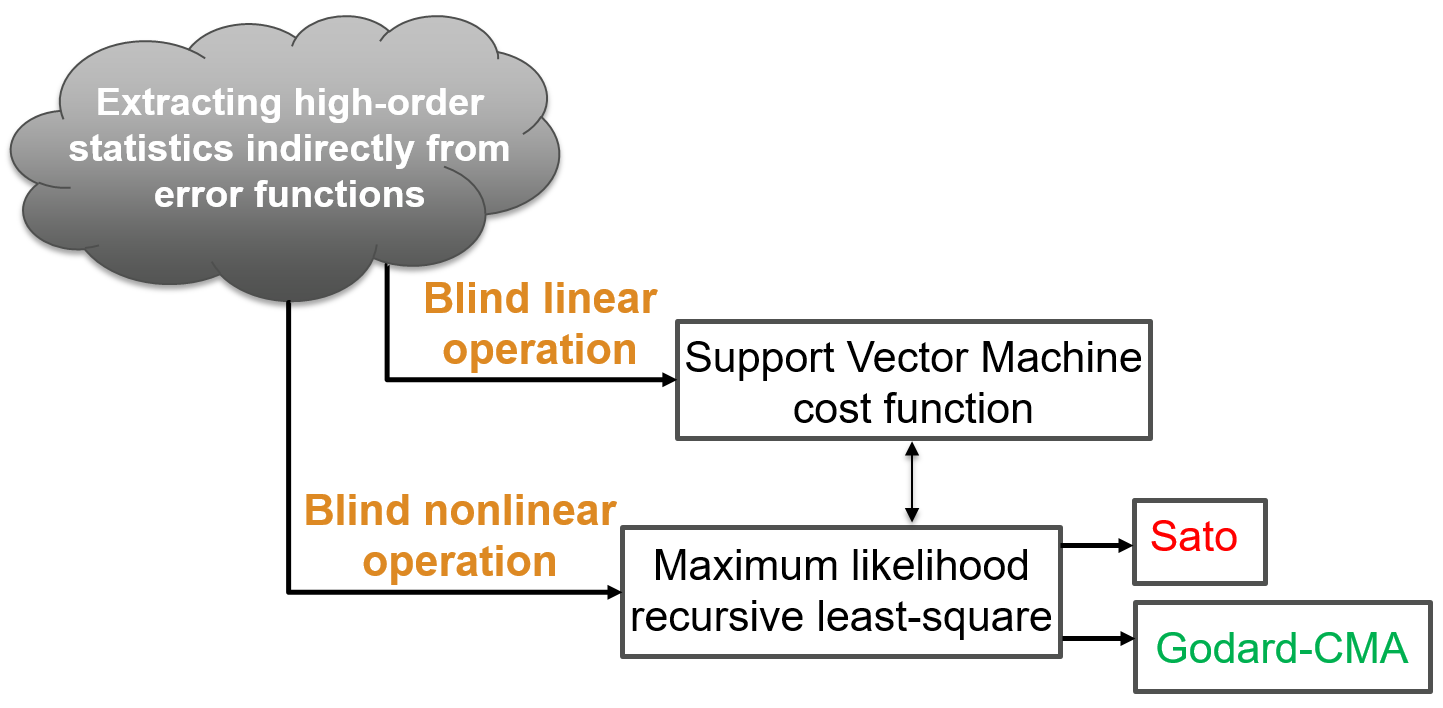 Extracting high-order
statistics indirectly from
error functions
Blind linear
operation
Support Vector Machine
cost function
Blind nonlinear
operation
Maximum likelihood
recursive least-square
Sato
Godard-CMA